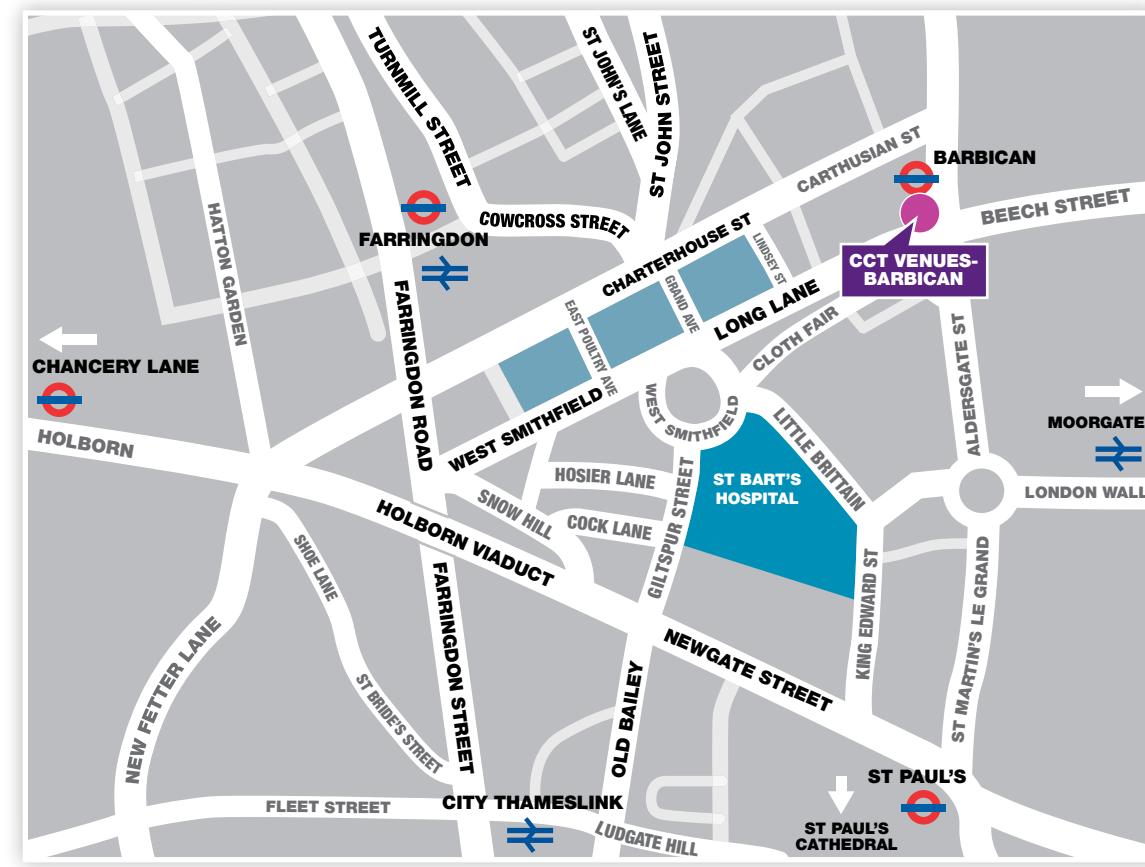 TURNMILL STREET
ST JOHN'S LANE
ST JOHN STREET
CARTHUSIAN ST
BARBICAN
BEECH STREET
HATTON GARDEN
FARRINGDON
COWCROSS STREET
CHARTERHOUSE ST
LINDSEY ST
CCT VENUES-
BARBICAN
GRAND AVE
LONG LANE
EAST POULTRY AVE
CLOTH FAIR
ALDERSGATE ST
FARRINGDON ROAD
CHANCERY LANE
HOLBORN
WEST SMITHFIELD
WEST SMITHFIELD
LITTLE BRITTAIN
MOORGATE
HOSIER LANE
ST BART'S
HOSPITAL
LONDON WALL
SNOW HILL
COCK LANE
GILTSPUR STREET
HOLBORN VIADUCT
SHOE LANE
FARRINGDON STREET
KING EDWARD ST
ST MARTIN'S LE GRAND
NEW FETTER LANE
NEWGATE STREET
ST BRIDE'S STREET
OLD BAILEY
ST PAUL'S
FLEET STREET
CITY THAMESLINK
LUDGATE HILL
ST PAUL'S
CATHEDRAL